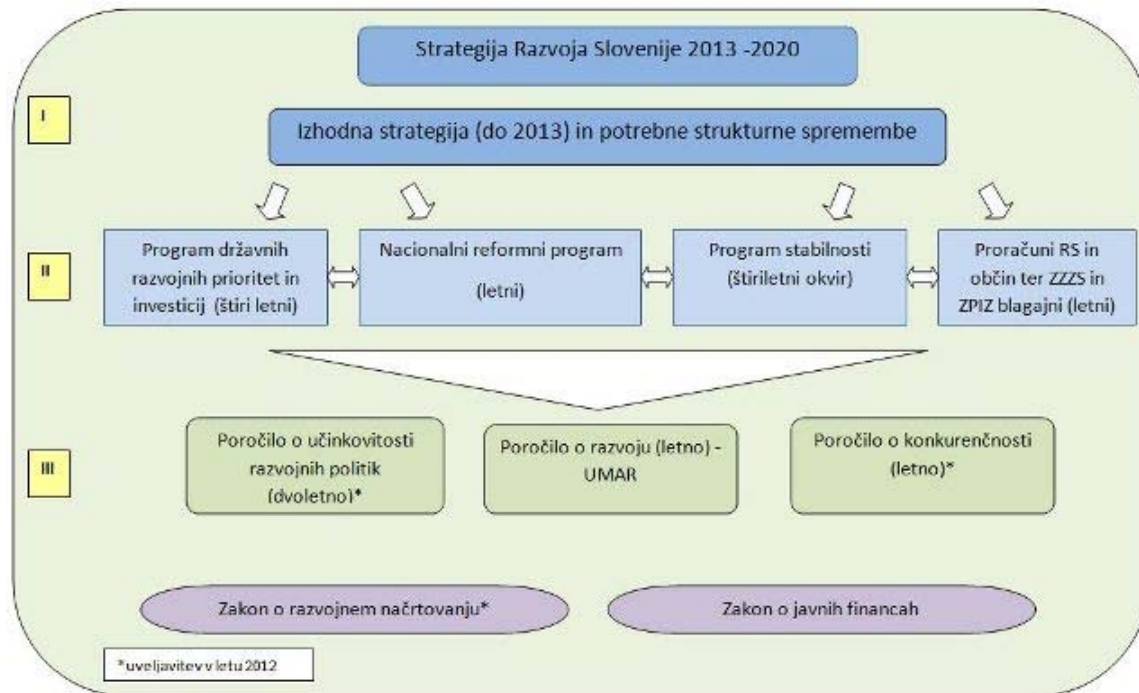 Strategija Razvoja Slovenije 2013 -2020
I
Izhodna strategija (do 2013) in potrebne strukturne spremembe
II
Program državnih
razvojnih prioritet in
investicij (štiri letni)
Nacionalni reformni program
(letni)
Program stabilnosti
(štiriletni okvir)
Proračuni RS in
občin ter ZZZS in
ZPIZ blagajni (letni)
III
Poročilo o učinkovitosti
razvojnih politik
(dvoletno)*
Poročilo o razvoju (letno) -
UMAR
Poročilo o konkurenčnosti
(letno)*
Zakon o razvojnem načrtovanju*
Zakon o javnih financah
*uveljavitev v letu 2012